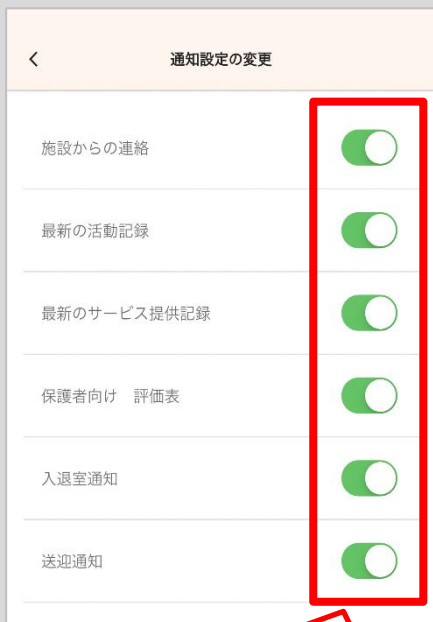 通知設定の変更
施設からの連絡
最新の活動記録
最新のサービス提供記録
保護者向け　評価表
入退室通知
送迎通知